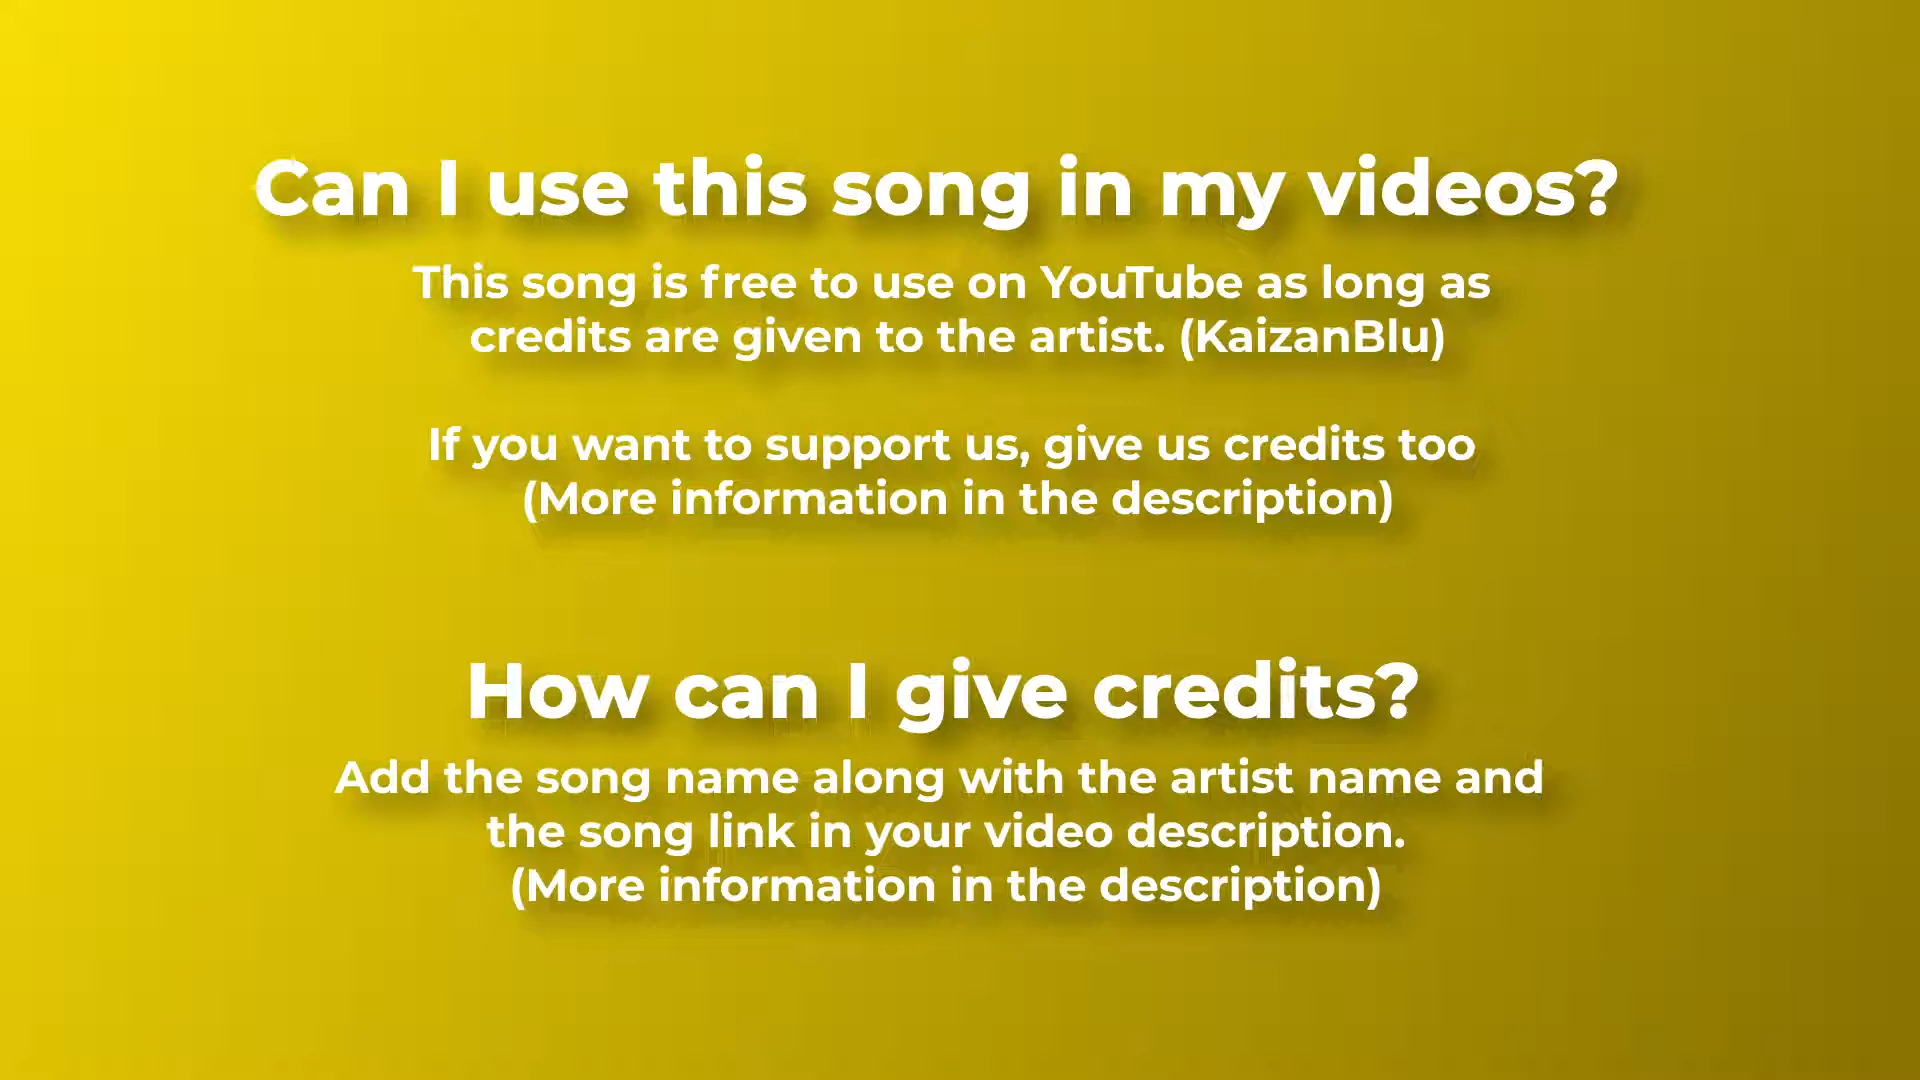 Can I use this song in my videos?
This song is free to use on YouTube as long as
credits are given to the artist. (KaizanBlu)
If you want to support us, give us credits too
(More information in the description)
How can I give credits?
Add the song name along with the artist name and
the song link in your video description.
(More information in the description)